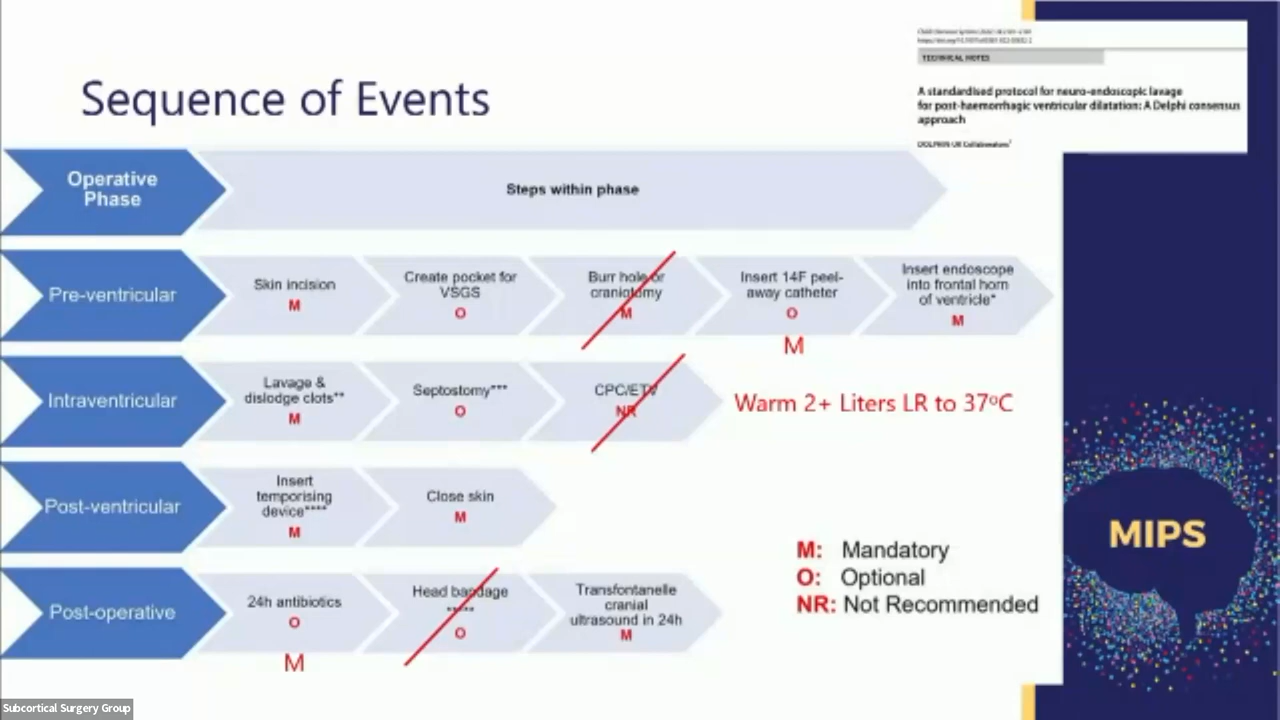 TECHNICAL NOTES
A standardised protocol for neuro-endoscopic lavage
for post-haemorrhagic ventricular dilatation: A Delphi consensus
approach
DOLPHIN-UK Collaborators¹
Sequence of Events
Operative
Phase
Steps within phase
Pre-ventricular
Skin incision
M
Create pocket for
VSGS
O
Burr hole or
craniotomy
M
Insert 14F peel-
away catheter
O
M
Insert endoscope
into frontal horn
of ventricle*
M
Intraventricular
Lavage &
dislodge clots**
M
Septostomy***
O
CPC/ETV
NR
Warm 2+ Liters LR to 37ºC
Post-ventricular
Insert
temporising
device****
M
Close skin
M
Post-operative
24h antibiotics
O
M
Head bandage
*****
O
Transfontanelle
cranial
ultrasound in 24h
M
M: Mandatory
O: Optional
NR: Not Recommended
MIPS
Subcortical Surgery Group